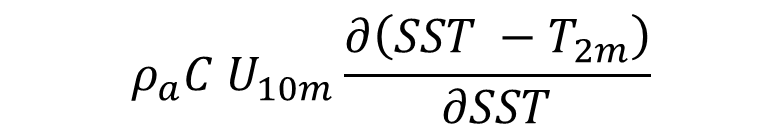 ρₐC U₁₀ₘ ∂(SST − T₂ₘ)/∂SST